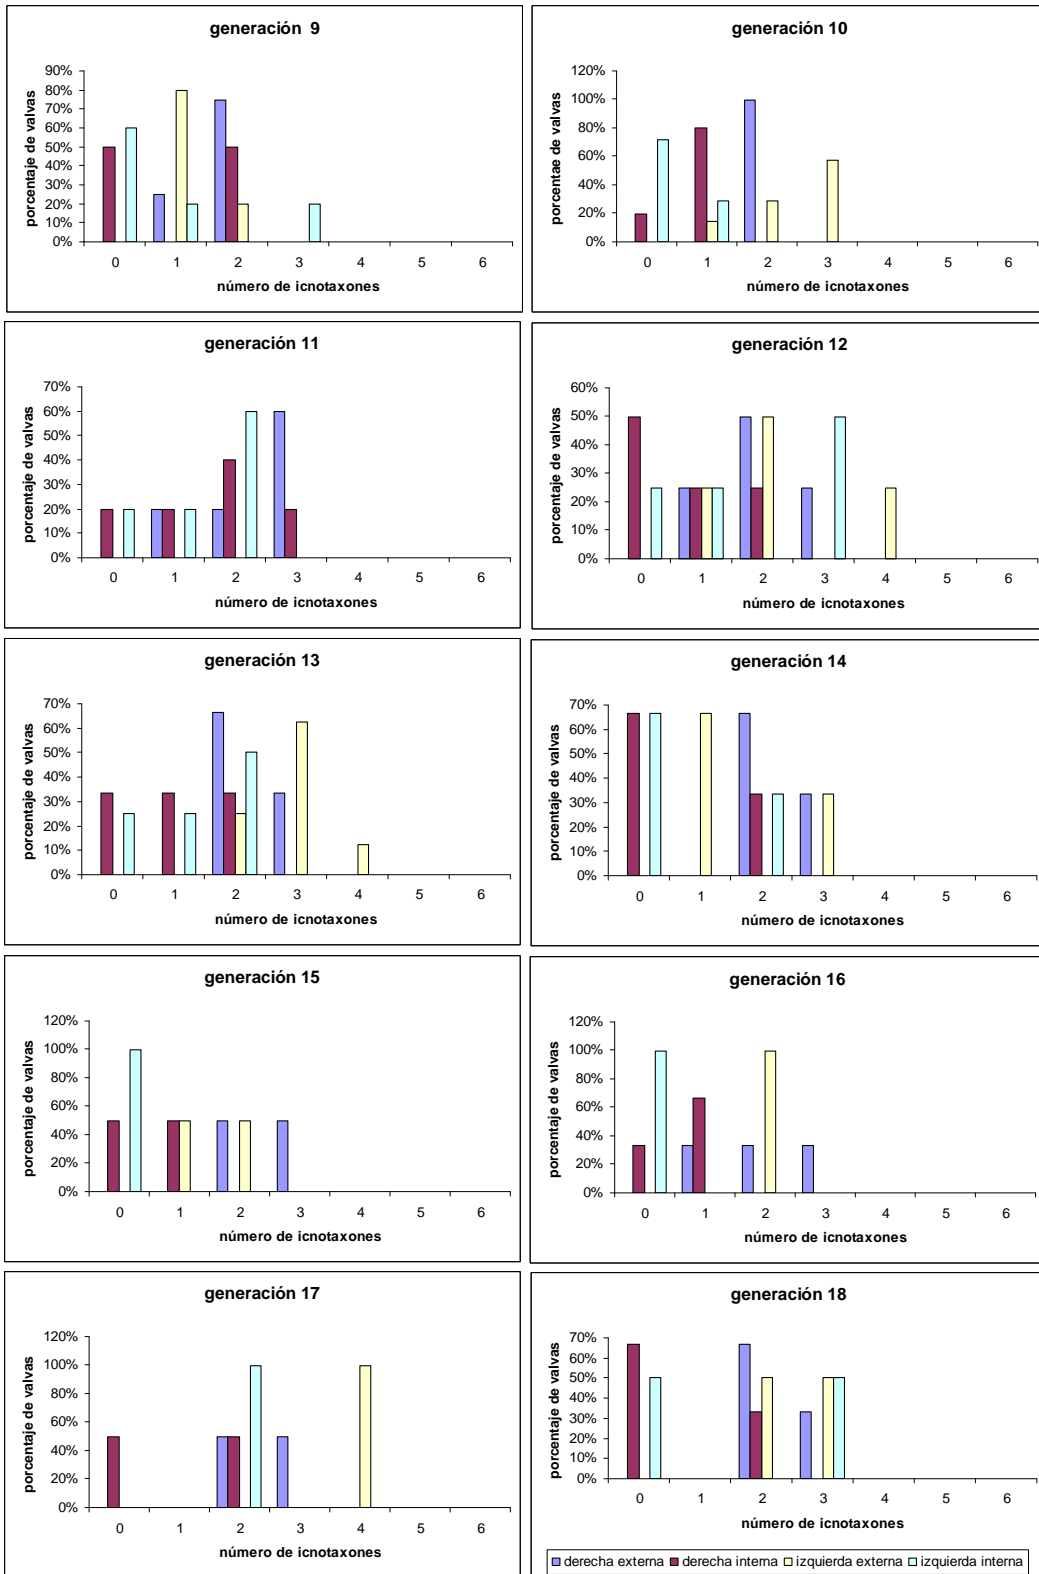 generación  9
90%
80%
70%
60%
50%
40%
30%
20%
10%
0%
porcentaje de valvas
0 1 2 3 4 5 6
número de icnotaxones
generación 10
120%
100%
80%
60%
40%
20%
0%
porcentae de valvas
0 1 2 3 4 5 6
número de icnotaxones
generación 11
70%
60%
50%
40%
30%
20%
10%
0%
porcentaje de valvas
0 1 2 3 4 5 6
número de icnotaxones
generación 12
60%
50%
40%
30%
20%
10%
0%
porcentaje de valvas
0 1 2 3 4 5 6
número de icnotaxones
generación 13
70%
60%
50%
40%
30%
20%
10%
0%
porcentaje de valvas
0 1 2 3 4 5 6
número de icnotaxones
generación 14
70%
60%
50%
40%
30%
20%
10%
0%
porcentaje de valvas
0 1 2 3 4 5 6
número de icnotaxones
generación 15
120%
100%
80%
60%
40%
20%
0%
porcentaje de valvas
0 1 2 3 4 5 6
número de icnotaxones
generación 16
120%
100%
80%
60%
40%
20%
0%
porcentaje de valvas
0 1 2 3 4 5 6
número de icnotaxones
generación 17
120%
100%
80%
60%
40%
20%
0%
porcentaje de valvas
0 1 2 3 4 5 6
número de icnotaxones
generación 18
70%
60%
50%
40%
30%
20%
10%
0%
porcentaje de valvas
0 1 2 3 4 5 6
número de icnotaxones
derecha externa derecha interna izquierda externa izquierda interna